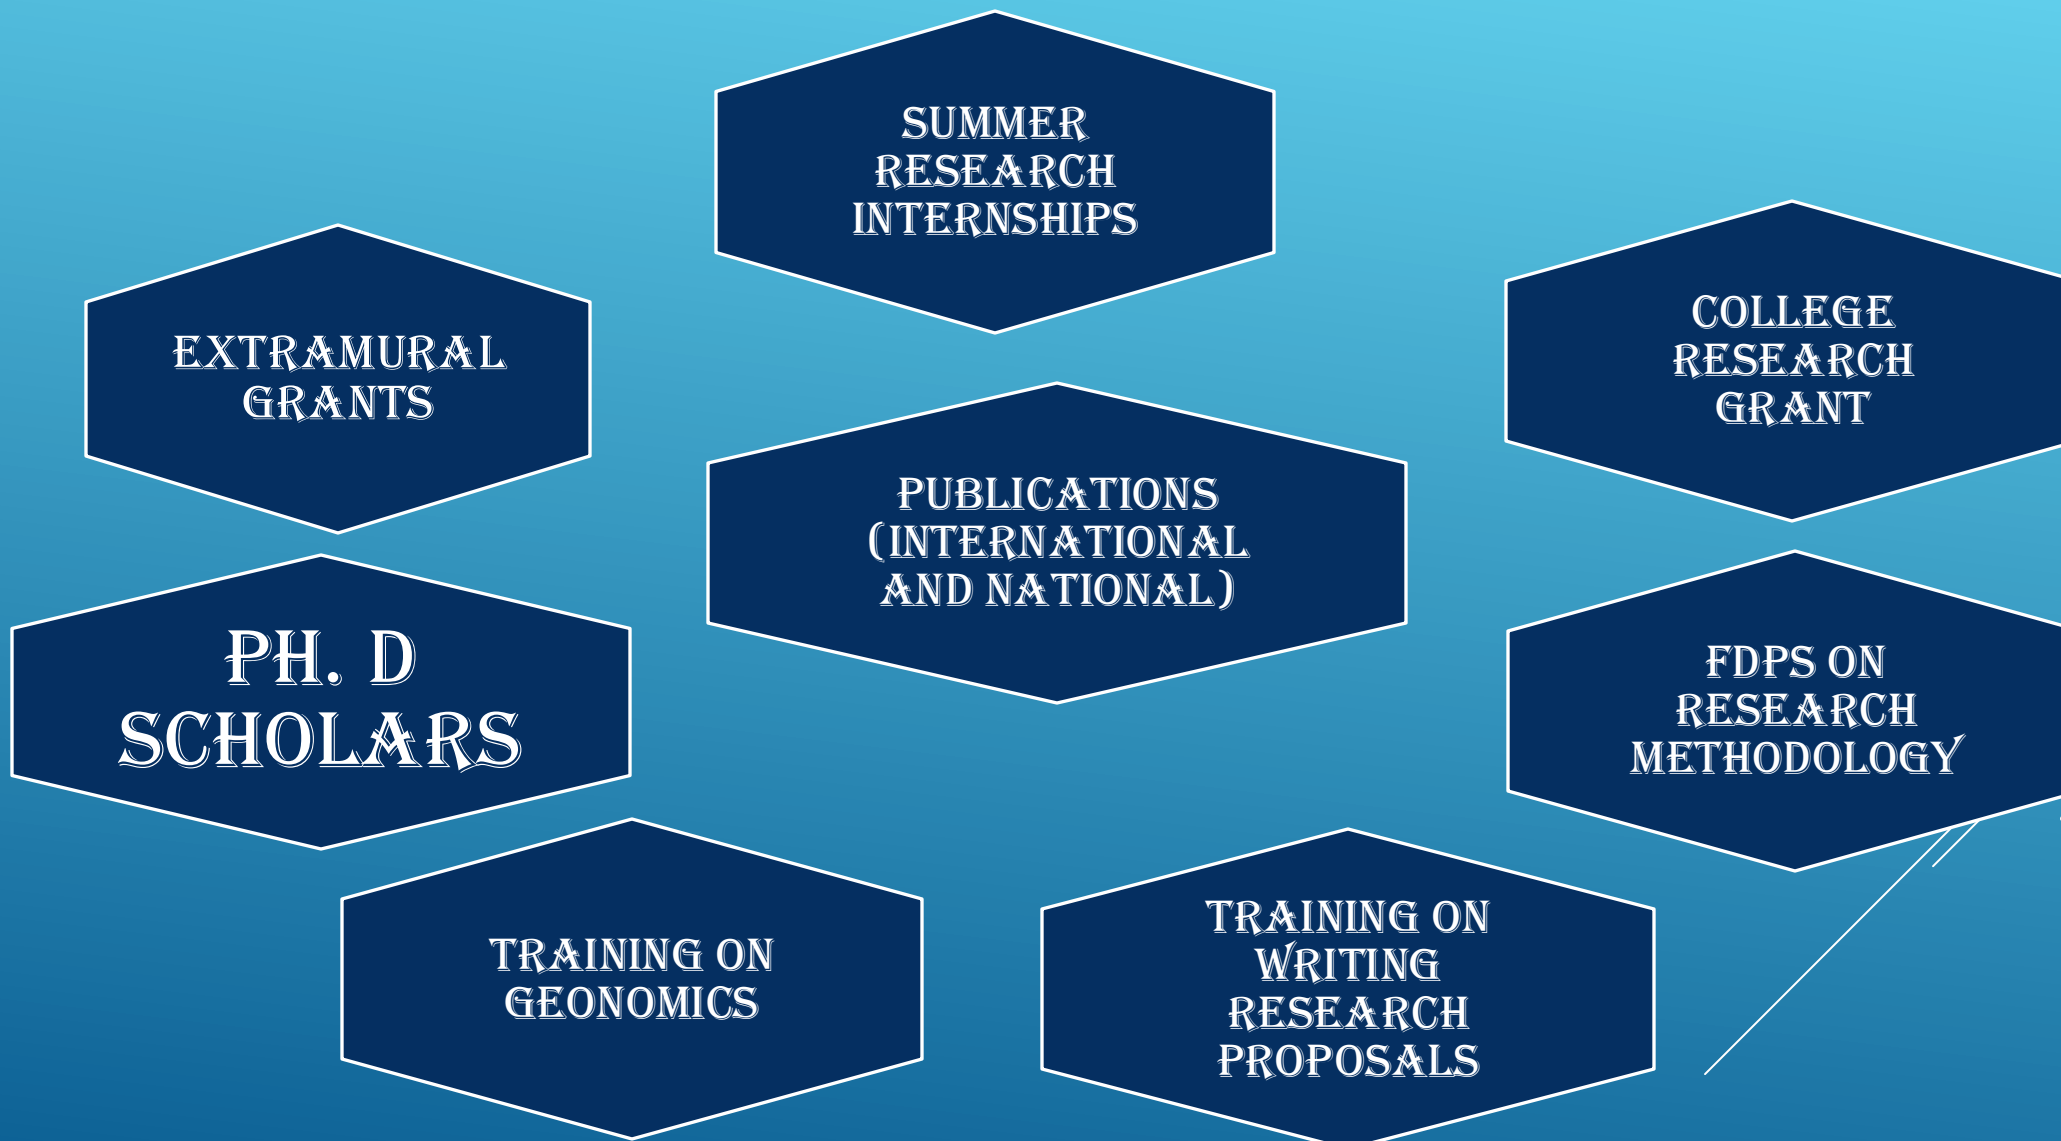 SUMMER
RESEARCH
INTERNSHIPS
EXTRAMURAL
GRANTS
COLLEGE
RESEARCH
GRANT
PUBLICATIONS
(INTERNATIONAL
AND NATIONAL)
PH. D
SCHOLARS
FDPS ON
RESEARCH
METHODOLOGY
TRAINING ON
GEONOMICS
TRAINING ON
WRITING
RESEARCH
PROPOSALS